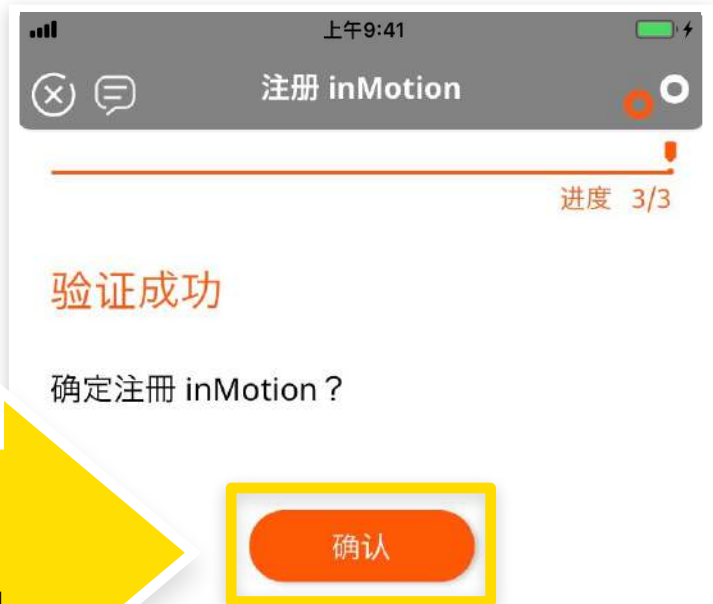 上午9:41
注册 inMotion
进度 3/3
验证成功
确定注冊 inMotion？
确认